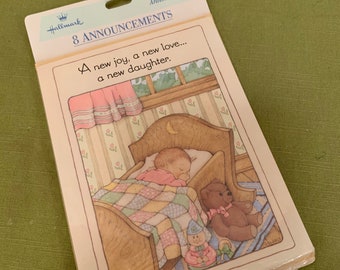 Hallmark
8 ANNOUNCEMENTS
A new joy, a new love...
a new daughter.